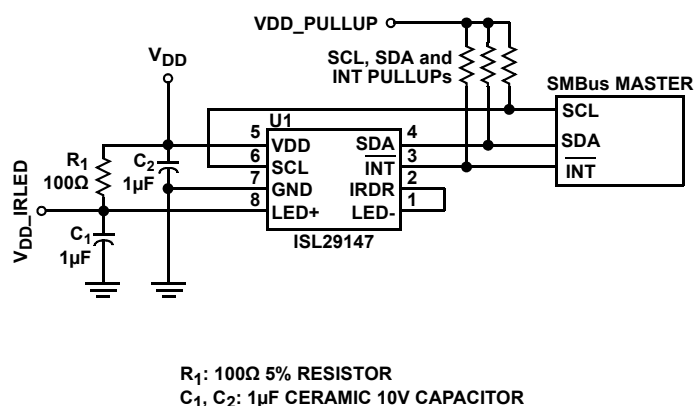 VDD_PULLUP
VDD
SCL, SDA and
INT PULLUPs
SMBus MASTER
SCL
SDA
INT
U1
5 VDD SDA 4
6 SCL INT 3
7 GND IRDR 2
8 LED+ LED- 1
ISL29147
R1
100Ω
C2
1µF
VDD_IRLED
C1
1µF
R1: 100Ω 5% RESISTOR
C1, C2: 1µF CERAMIC 10V CAPACITOR